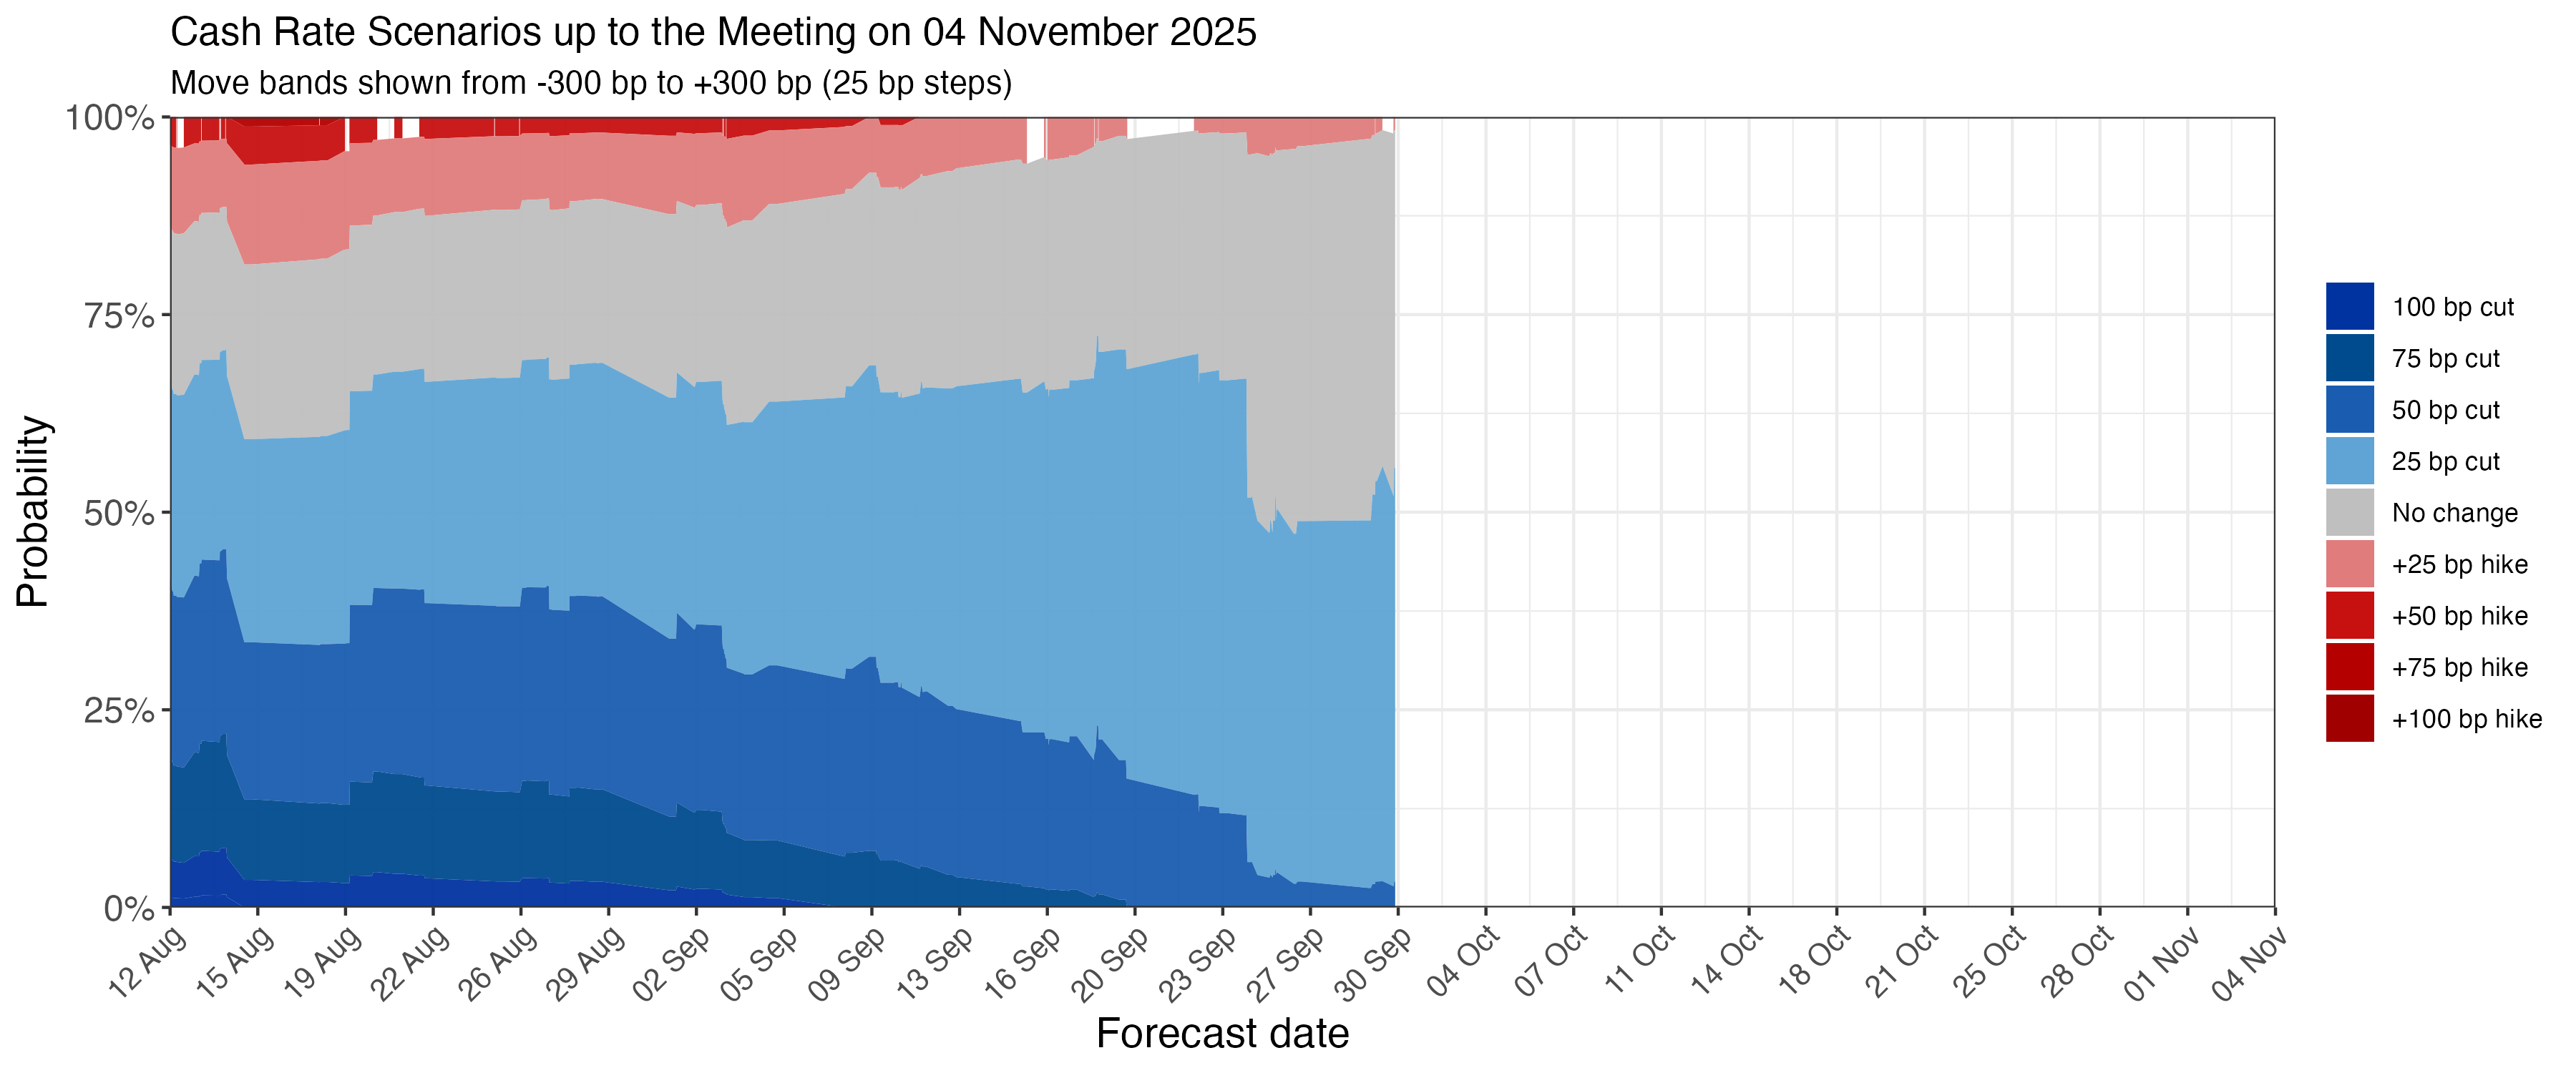 Cash Rate Scenarios up to the Meeting on 04 November 2025
Move bands shown from -300 bp to +300 bp (25 bp steps)
Probability
100%
75%
50%
25%
0%
12 Aug
15 Aug
19 Aug
22 Aug
26 Aug
29 Aug
02 Sep
05 Sep
09 Sep
13 Sep
16 Sep
20 Sep
23 Sep
27 Sep
30 Sep
04 Oct
07 Oct
11 Oct
14 Oct
18 Oct
21 Oct
25 Oct
28 Oct
01 Nov
04 Nov
Forecast date
100 bp cut
75 bp cut
50 bp cut
25 bp cut
No change
+25 bp hike
+50 bp hike
+75 bp hike
+100 bp hike